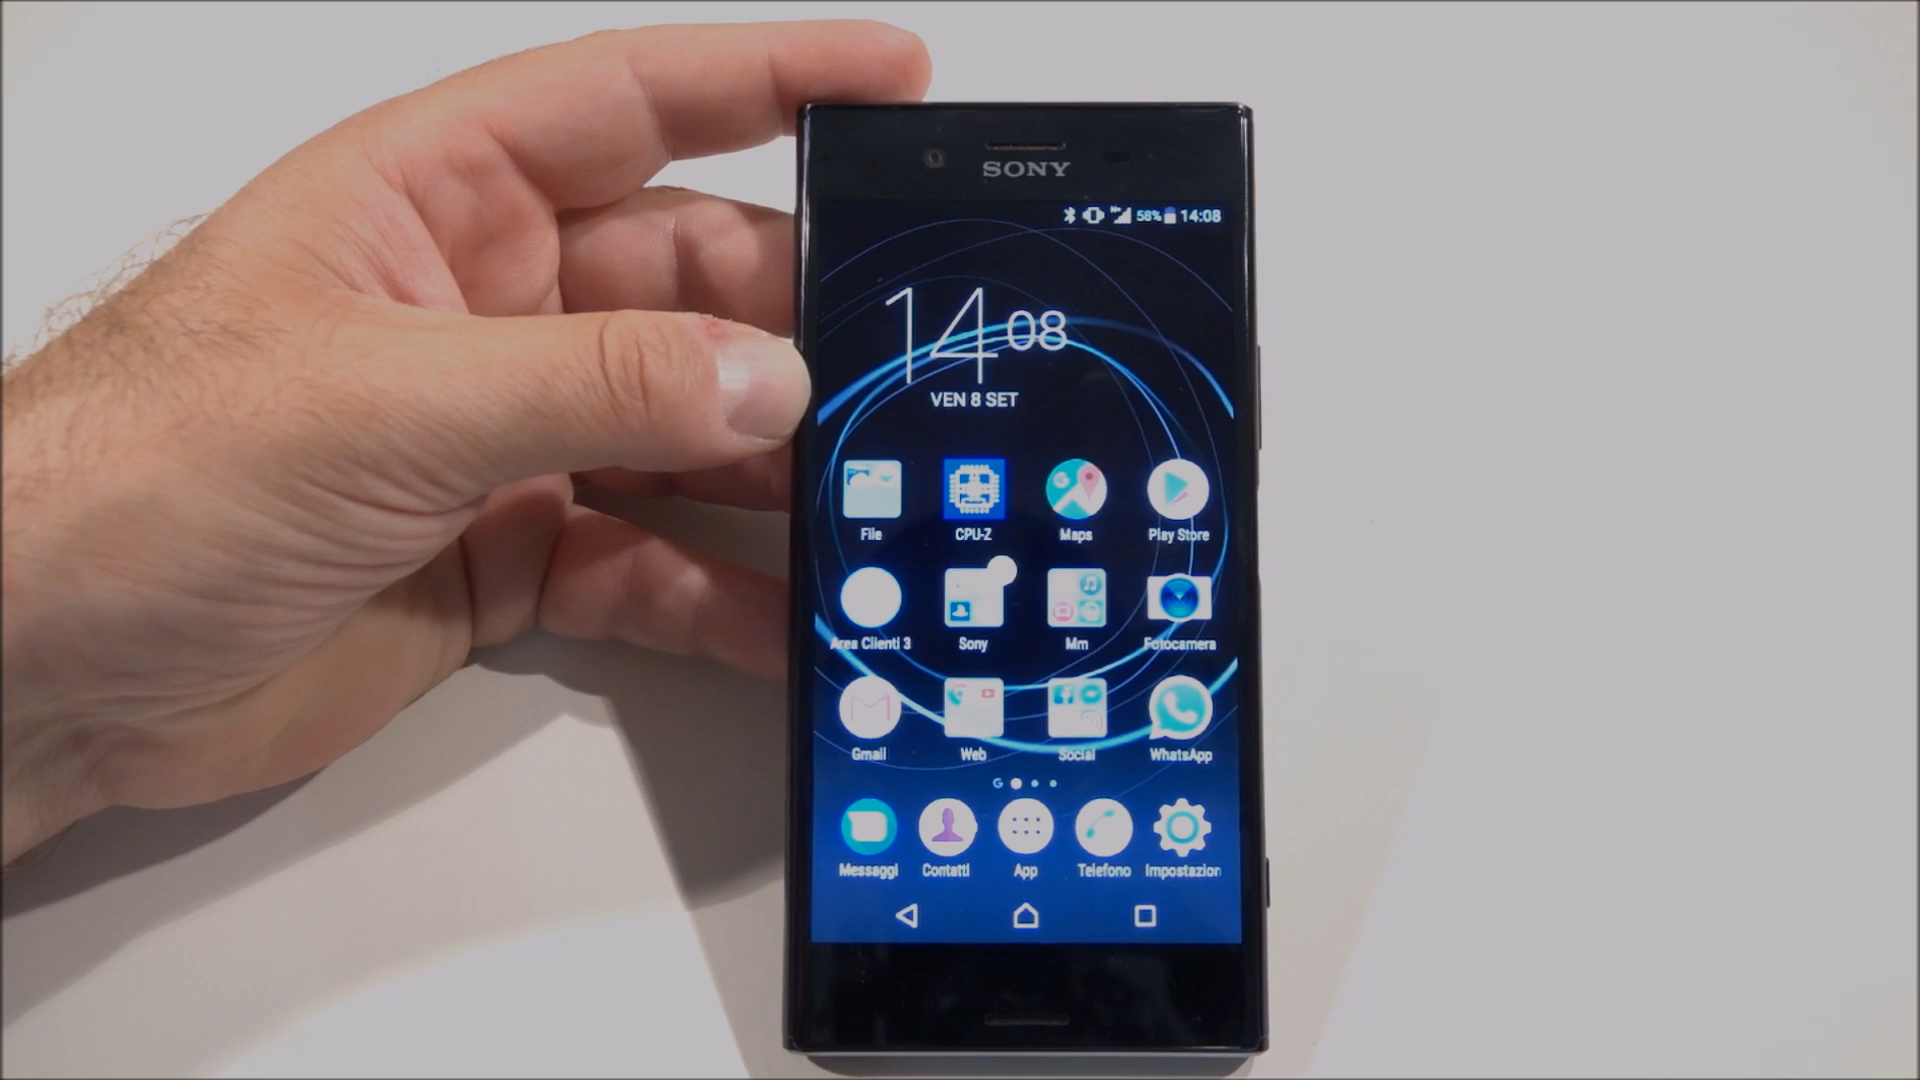 SONY
58% 14:08
14 08
VEN 8 SET
File CPU-Z Maps Play Store
Area Clienti 3 Sony Mm Fotocamera
Gmail Web Social WhatsApp
G
Messaggi Contatti App Telefono Impostazion